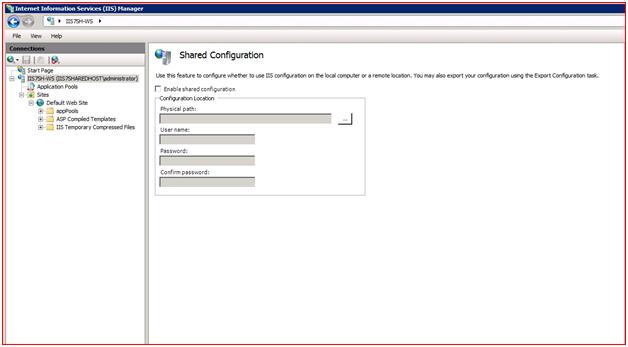 Internet Information Services (IIS) Manager
IIS7SH-WS
File View Help
Connections
Start Page
IIS7SH-WS (IIS7SHAREDHOST\administrator)
Application Pools
Sites
Default Web Site
appPools
ASP Compiled Templates
IIS Temporary Compressed Files
Shared Configuration
Use this feature to configure whether to use IIS configuration on the local computer or a remote location. You may also export your configuration using the Export Configuration task.
Enable shared configuration
Configuration Location
Physical path:
...
User name:
Password:
Confirm password: